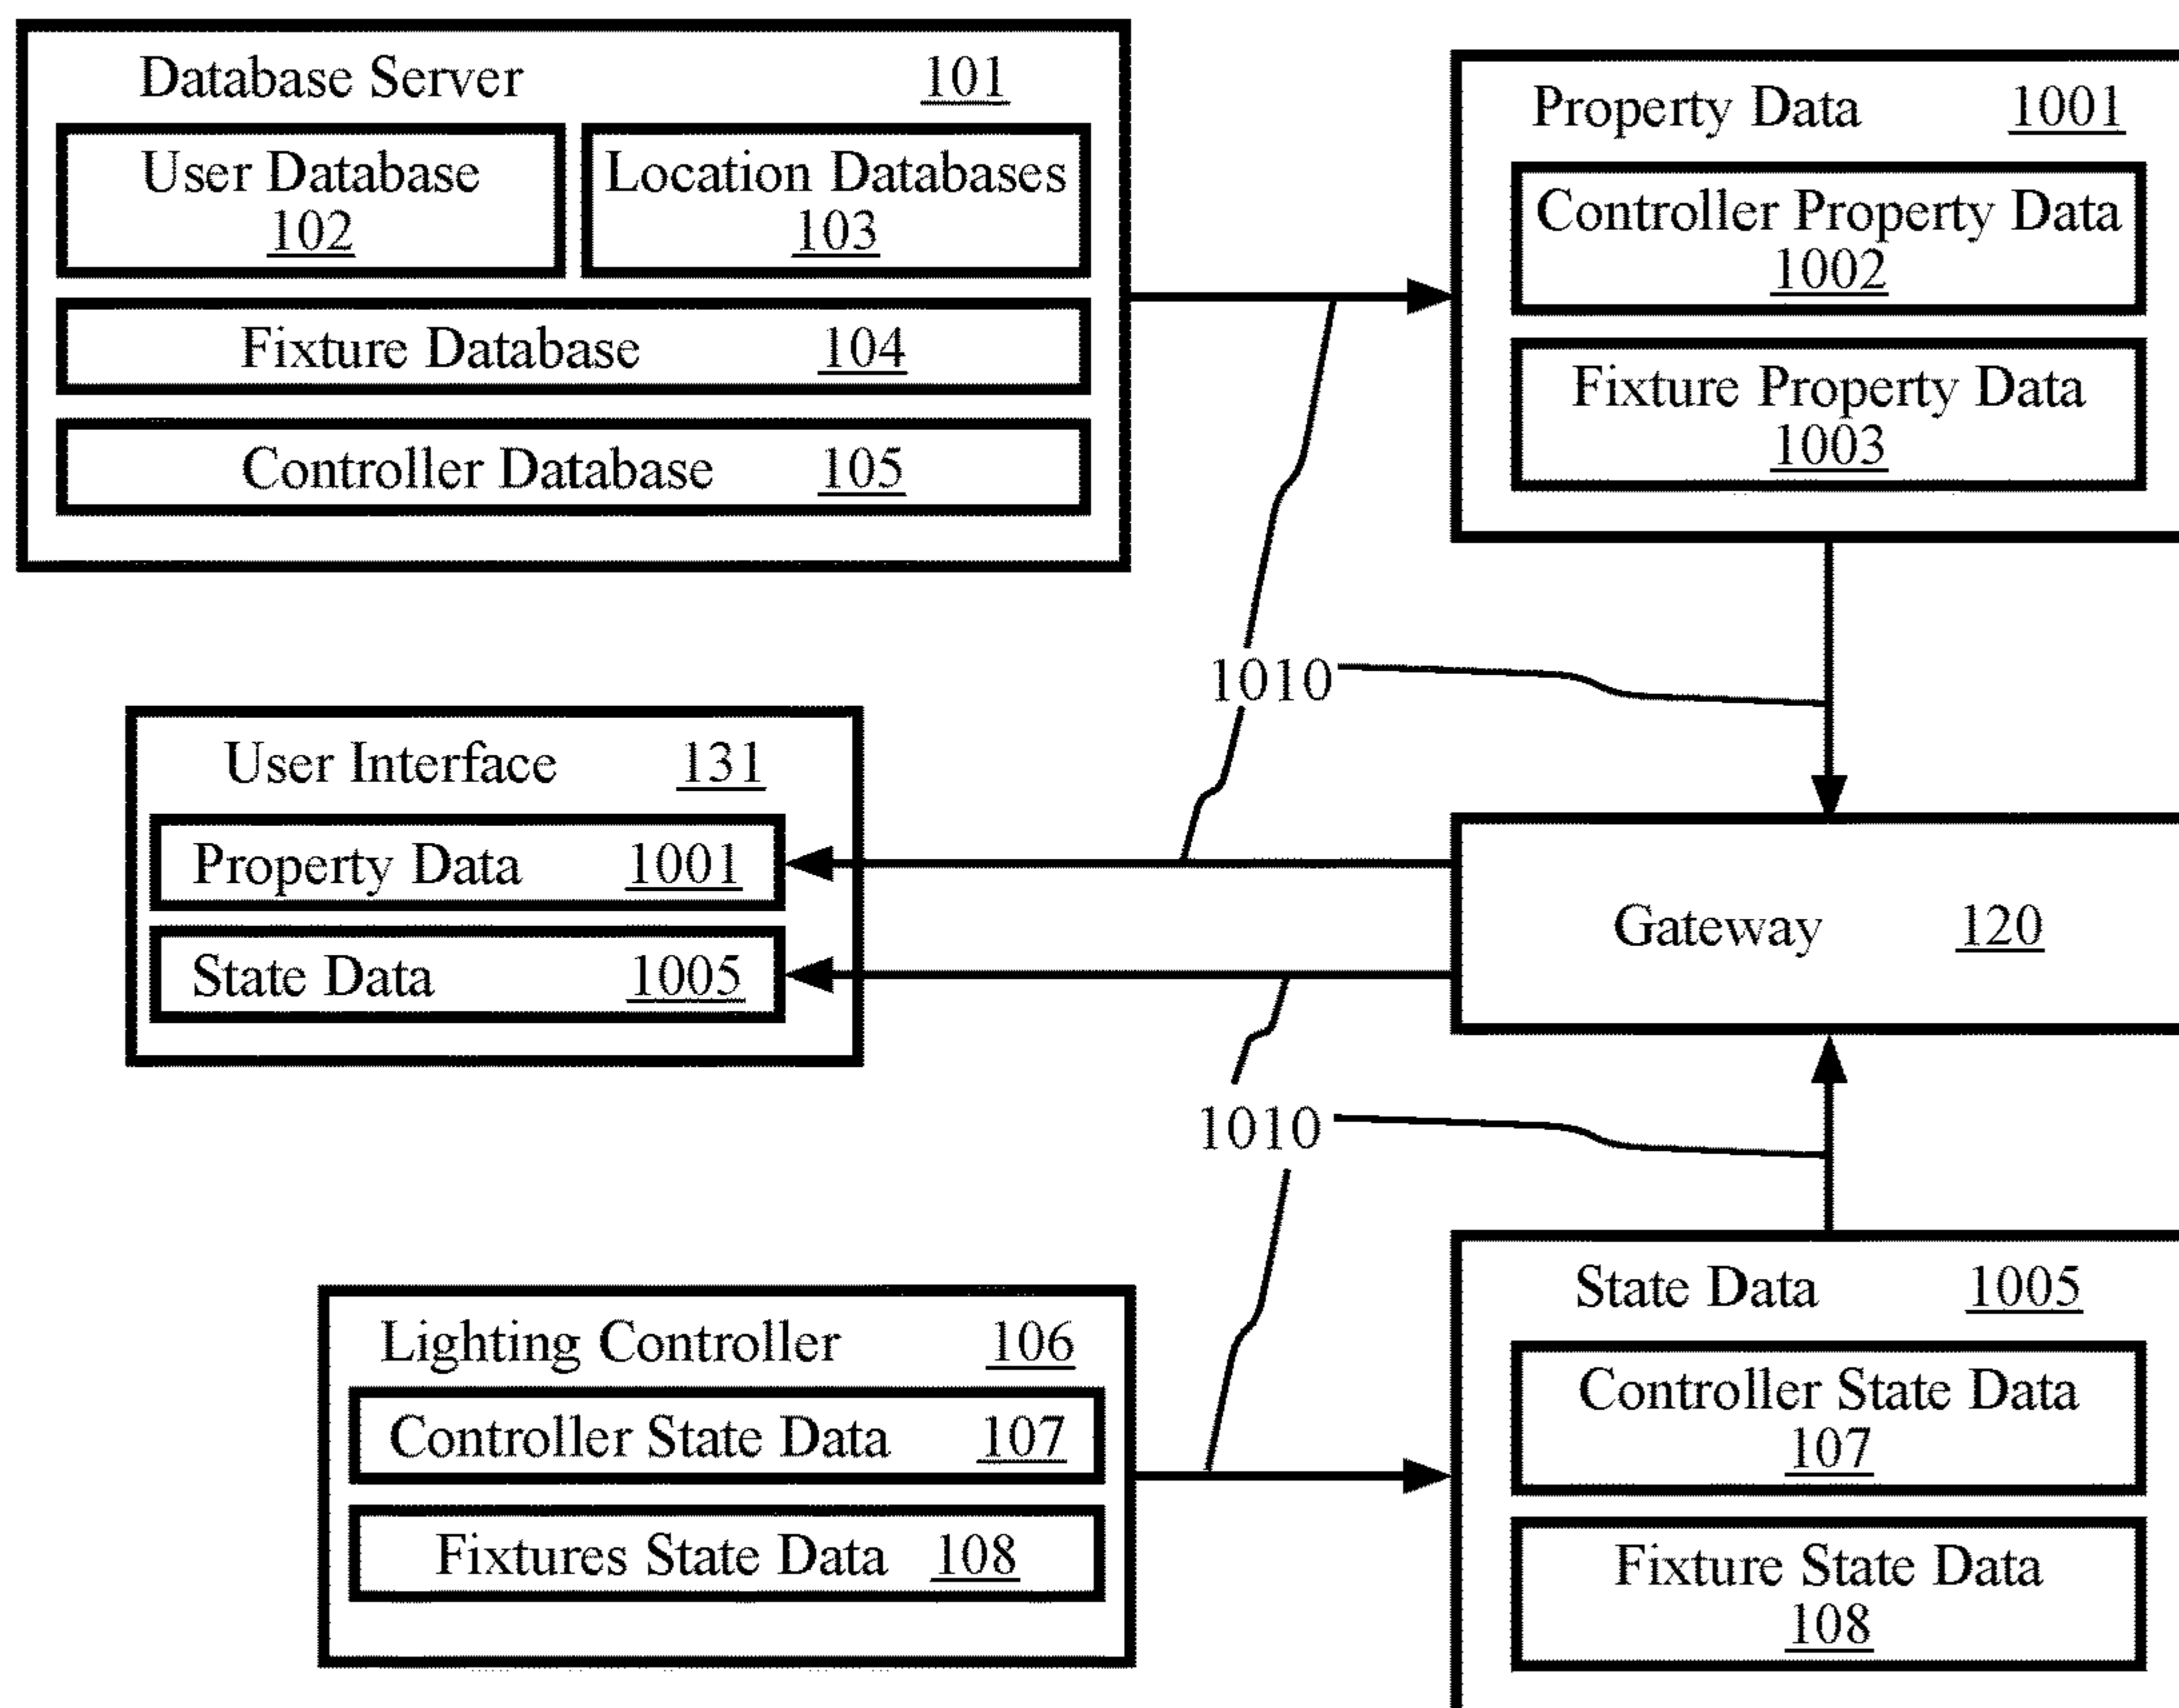 Database Server 101
User Database
102
Location Databases
103
Fixture Database 104
Controller Database 105
Property Data 1001
Controller Property Data
1002
Fixture Property Data
1003
1010
User Interface 131
Property Data 1001
State Data 1005
Gateway 120
1010
Lighting Controller 106
Controller State Data 107
Fixtures State Data 108
State Data 1005
Controller State Data
107
Fixture State Data
108